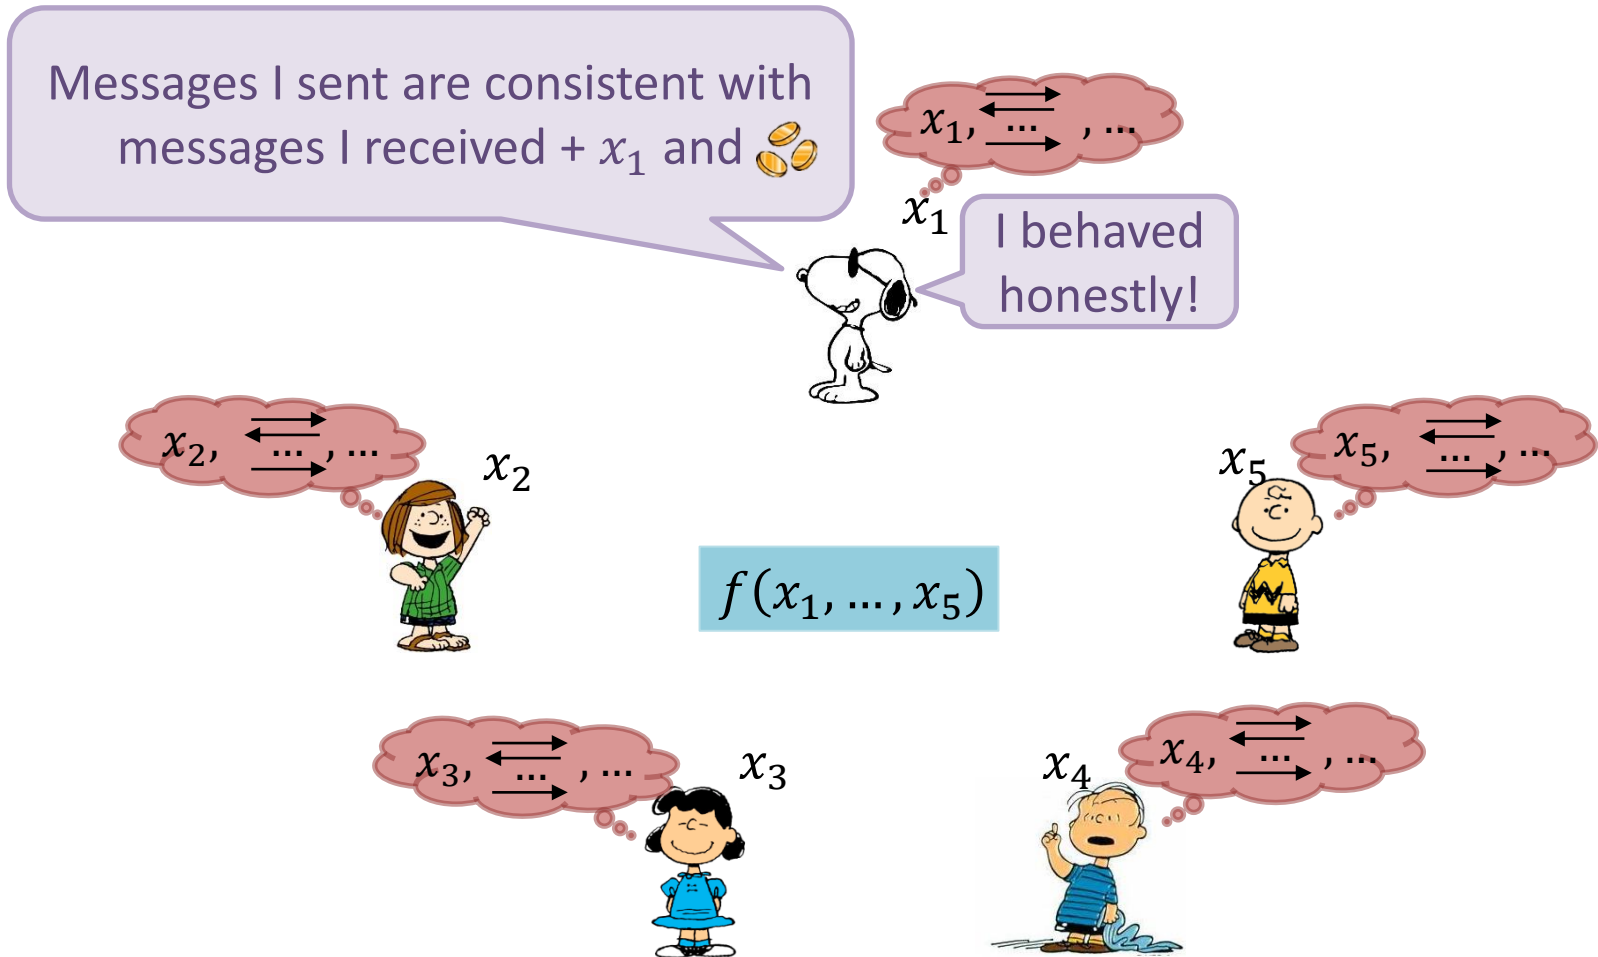 Messages I sent are consistent with
messages I received + x₁ and
x₁, ... , ...
x₁
I behaved
honestly!
x₂, ... , ...
x₂
x₅
x₅, ... , ...
f(x₁, ... , x₅)
x₃, ... , ...
x₃
x₄
x₄, ... , ...